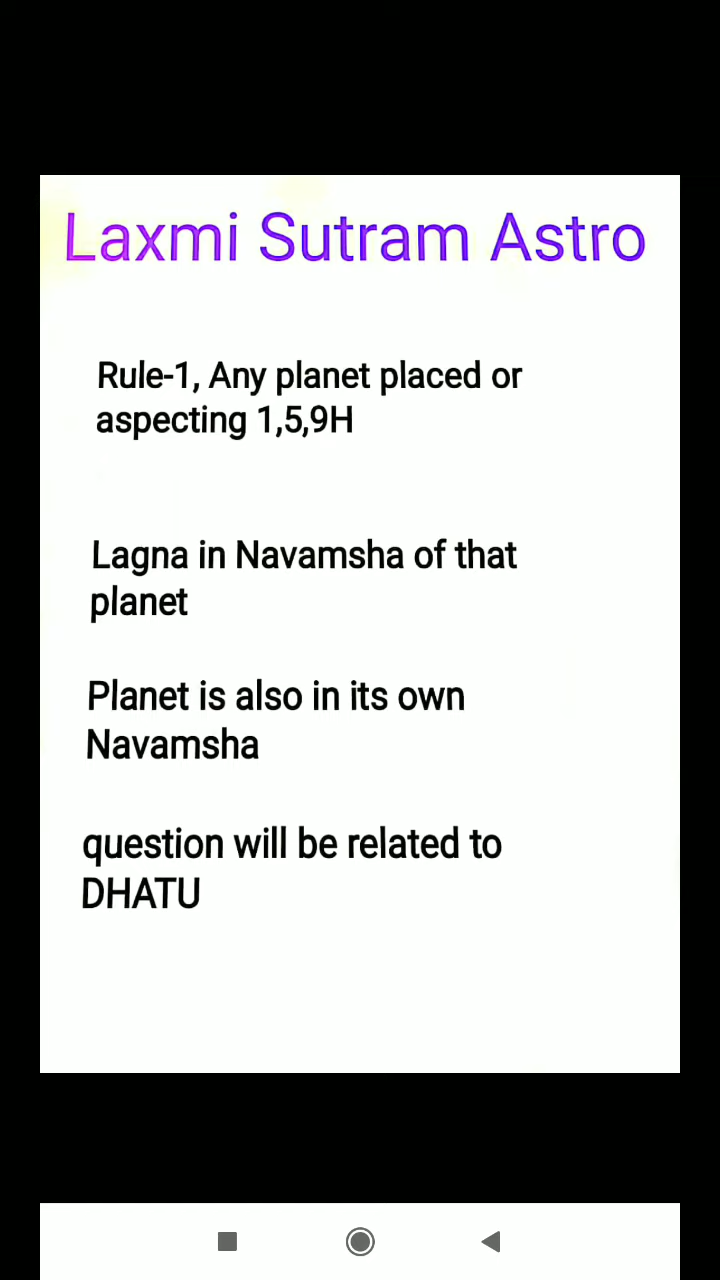 Laxmi Sutram Astro
Rule-1, Any planet placed or
aspecting 1,5,9H
Lagna in Navamsha of that
planet
Planet is also in its own
Navamsha
question will be related to
DHATU